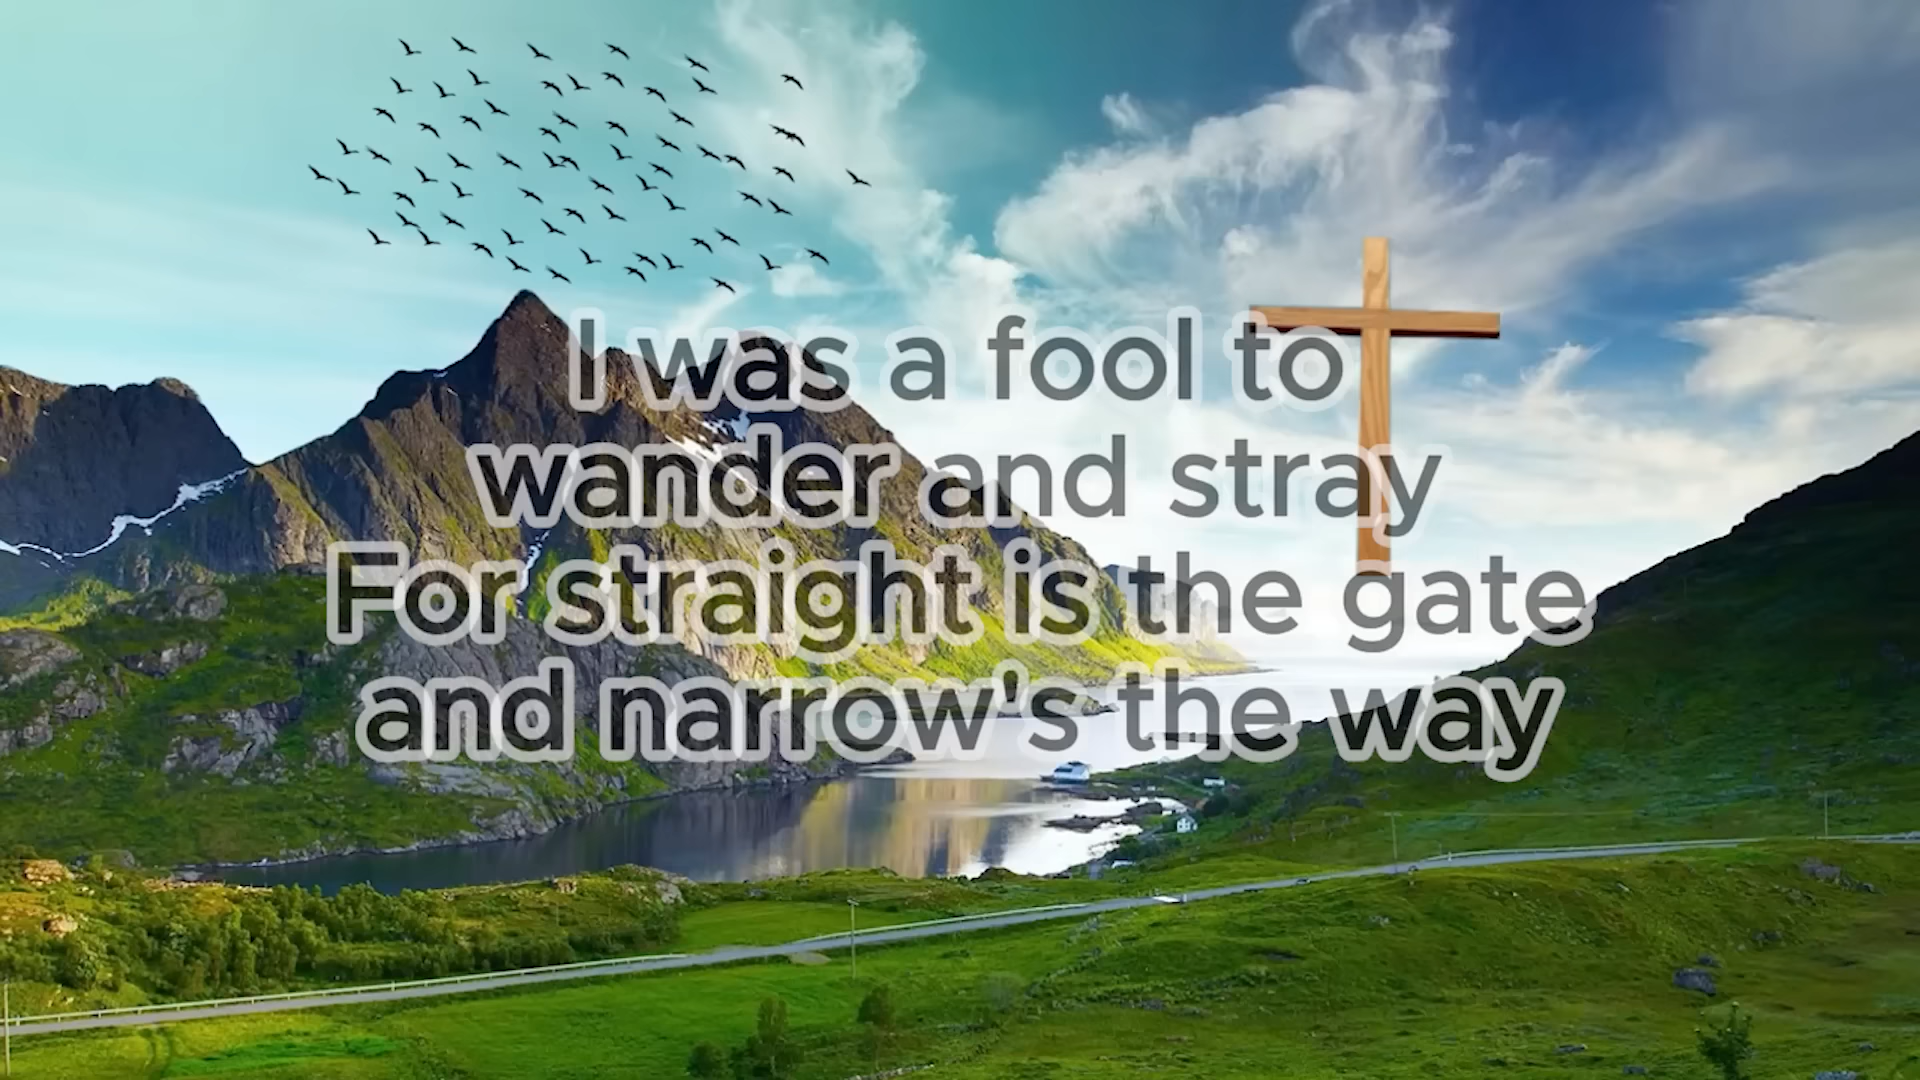 I was a fool to
wander and stray
For straight is the gate
and narrow's the way